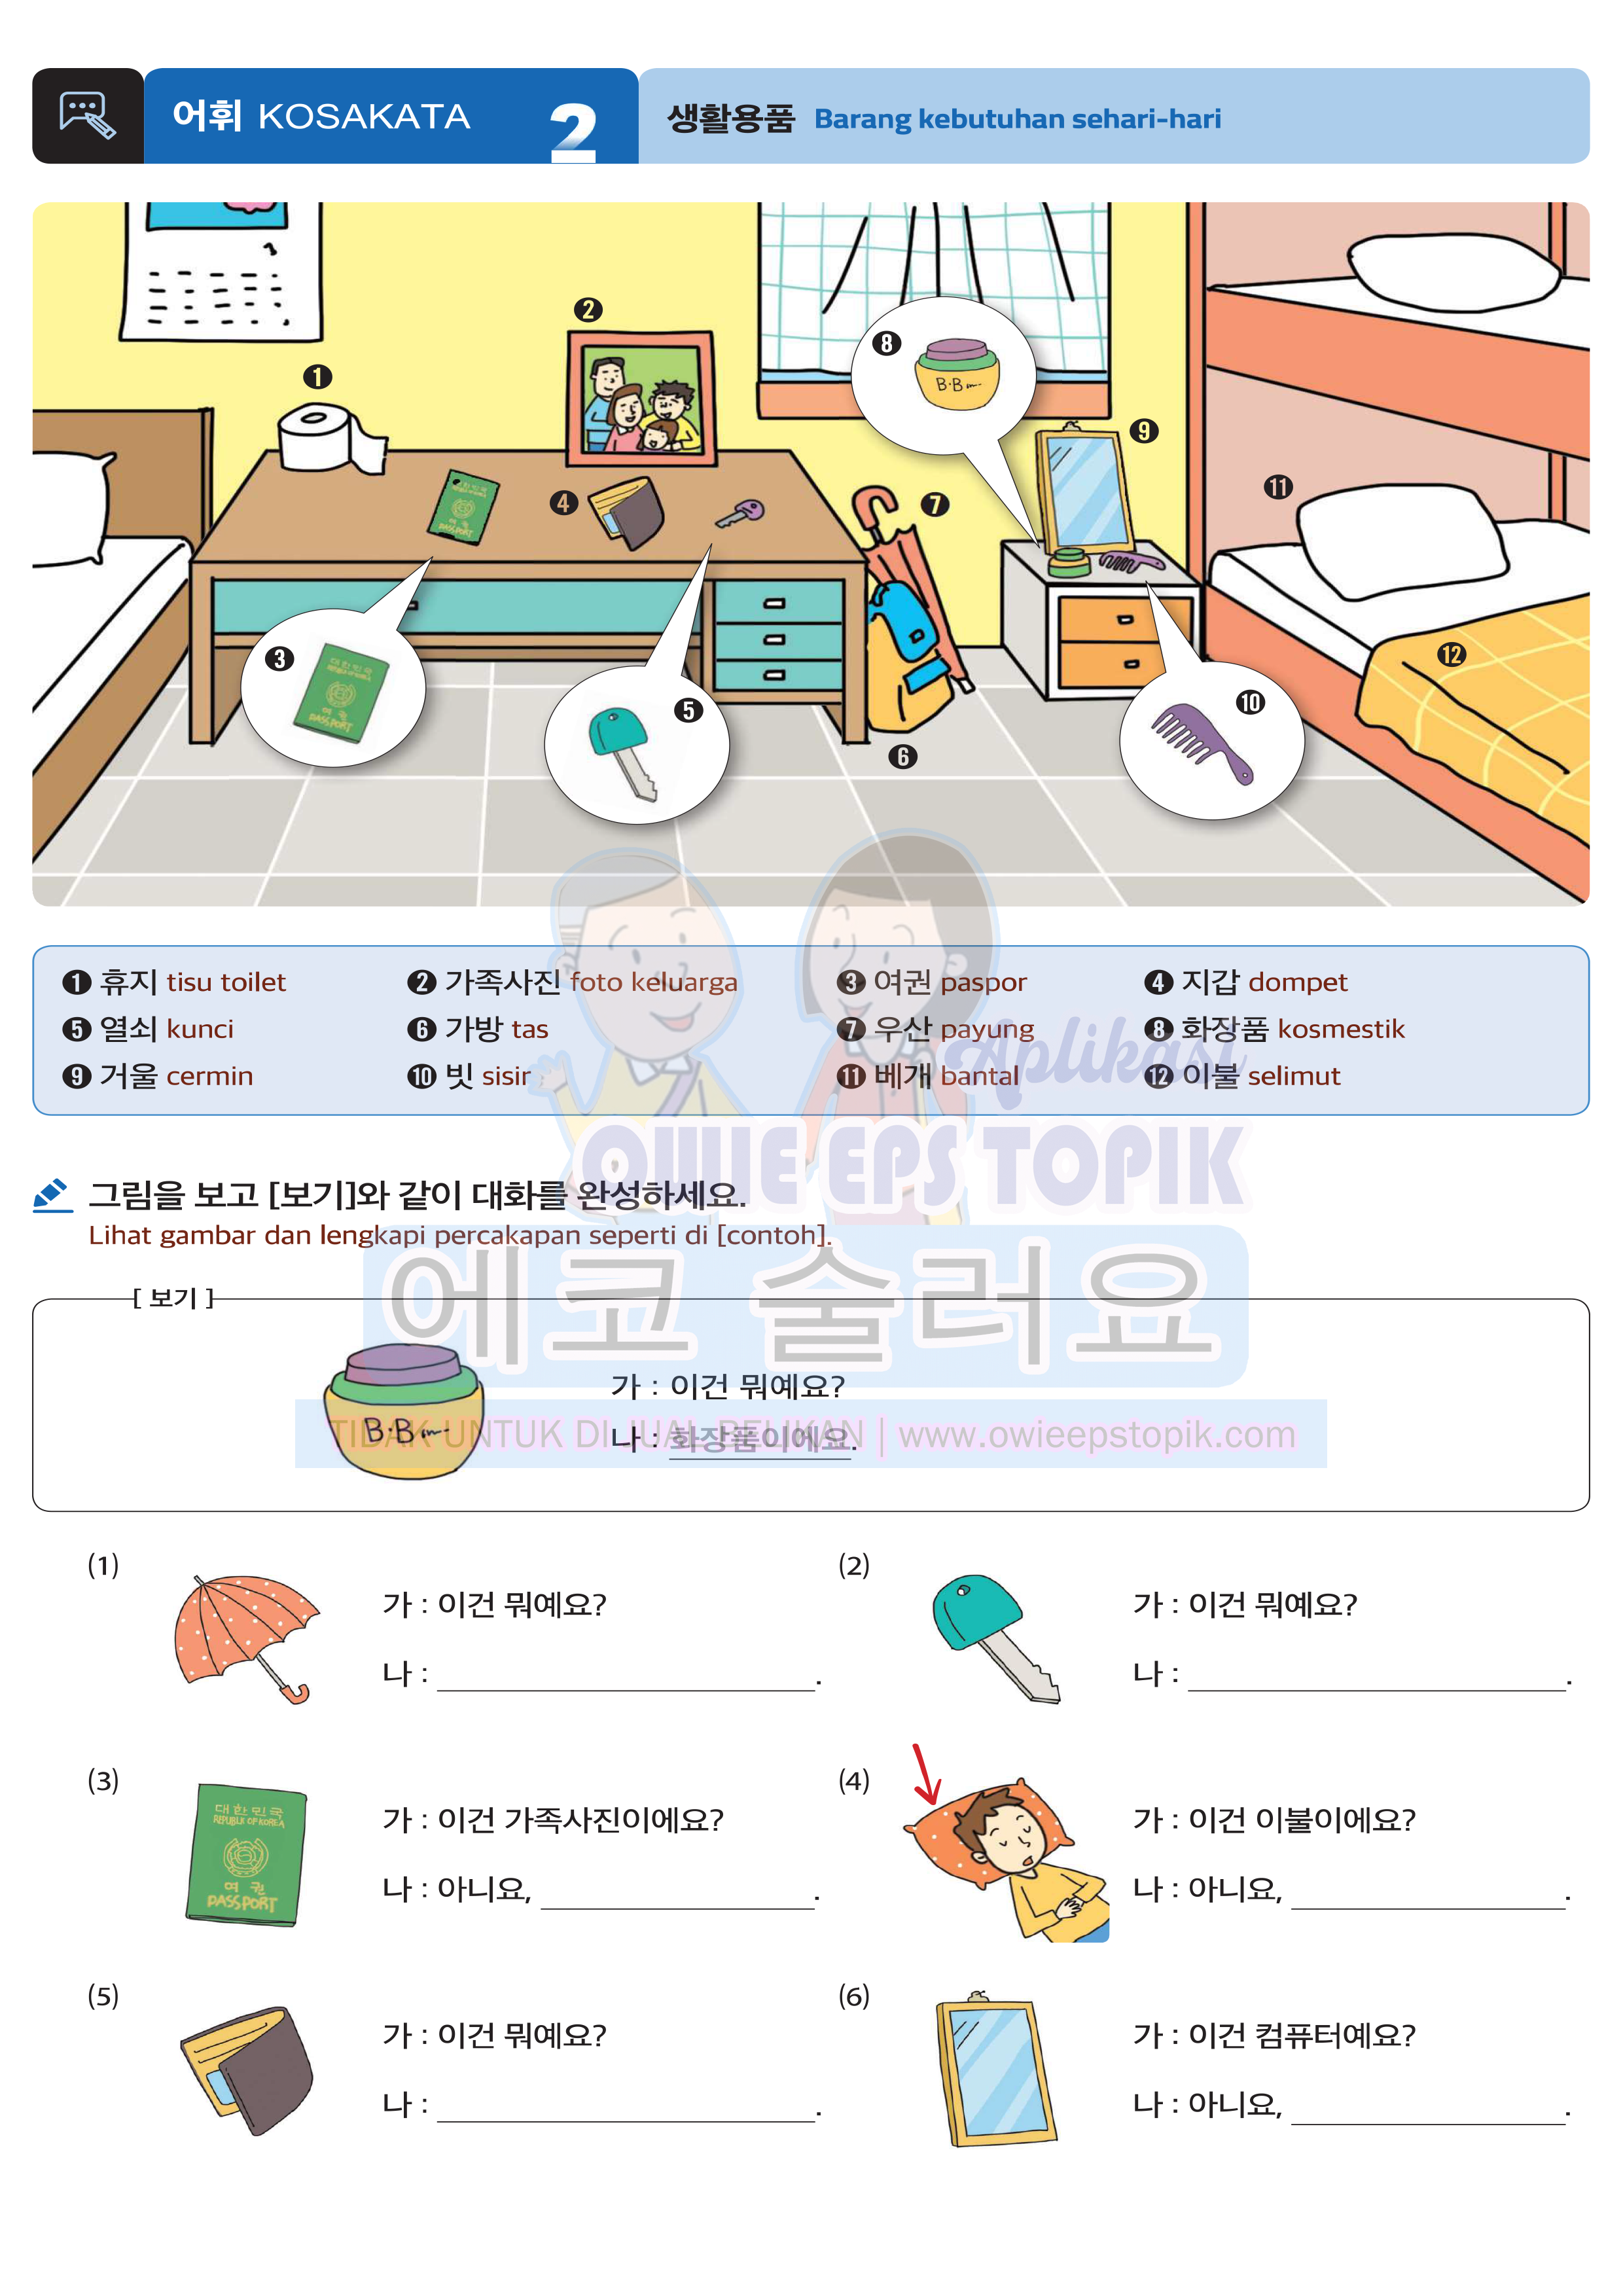 어휘 KOSAKATA 2 생활용품 Barang kebutuhan sehari-hari
❶
❷
B·B
❽
❾
❹
❼
⓫
대한민국
REPUBLIC OF KOREA
여권
PASSPORT
❸
❺
❻
❿
⓬
❶ 휴지 tisu toilet ❷ 가족사진 foto keluarga ❸ 여권 paspor ❹ 지갑 dompet
❺ 열쇠 kunci ❻ 가방 tas ❼ 우산 payung ❽ 화장품 kosmestik
❾ 거울 cermin ❿ 빗 sisir ⓫ 베개 bantal ⓬ 이불 selimut
Aplikasi
OWIE EPS TOPIK
그림을 보고 [보기]와 같이 대화를 완성하세요.
Lihat gambar dan lengkapi percakapan seperti di [contoh].
에코 술러요
[ 보기 ]
B·B
가 : 이건 뭐예요?
나 : 화장품이에요.
TIDAK UNTUK DI JUAL BELIKAN | www.owieepstopik.com
(1)
가 : 이건 뭐예요?
나 : .
(2)
가 : 이건 뭐예요?
나 : .
(3)
대한민국
REPUBLIK OF KOREA
여 권
PASSPORT
가 : 이건 가족사진이에요?
나 : 아니요, .
(4)
가 : 이건 이불이에요?
나 : 아니요, .
(5)
가 : 이건 뭐예요?
나 : .
(6)
가 : 이건 컴퓨터예요?
나 : 아니요, .